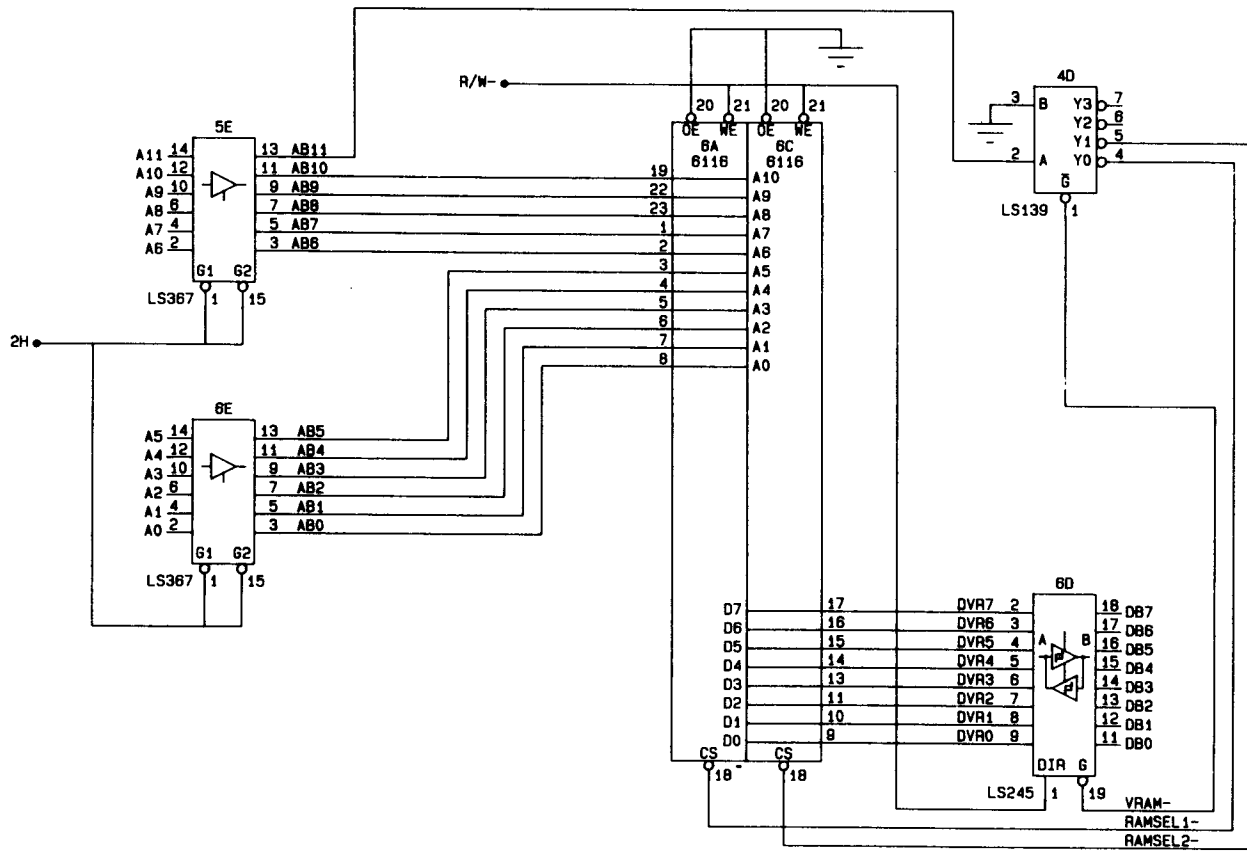 R/W-
20
21
20
21
OE
WE
OE
WE
6A
6C
6116
6116
4D
3 B
Y3 7
Y2 6
Y1 5
2 A
Y0 4
G
LS139 1
5E
A11 14
13 AB11
A10 12
11 AB10
A9 10
9 AB9
A8 6
7 AB8
A7 4
5 AB7
A6 2
3 AB6
G1 G2
LS367 1 15
19 A10
22 A9
23 A8
1 A7
2 A6
3 A5
4 A4
5 A3
6 A2
7 A1
8 A0
2H
6E
A5 14
13 AB5
A4 12
11 AB4
A3 10
9 AB3
A2 6
7 AB2
A1 4
5 AB1
A0 2
3 AB0
G1 G2
LS367 1 15
6D
D7 17 DVR7 2 18 DB7
D6 16 DVR6 3 17 DB6
D5 15 DVR5 4 A B 16 DB5
D4 14 DVR4 5 15 DB4
D3 13 DVR3 6 14 DB3
D2 11 DVR2 7 13 DB2
D1 10 DVR1 8 12 DB1
D0 9 DVR0 9 11 DB0
CS CS
18 18
DIR G
LS245 1 19
VRAM-
RAMSEL1-
RAMSEL2-